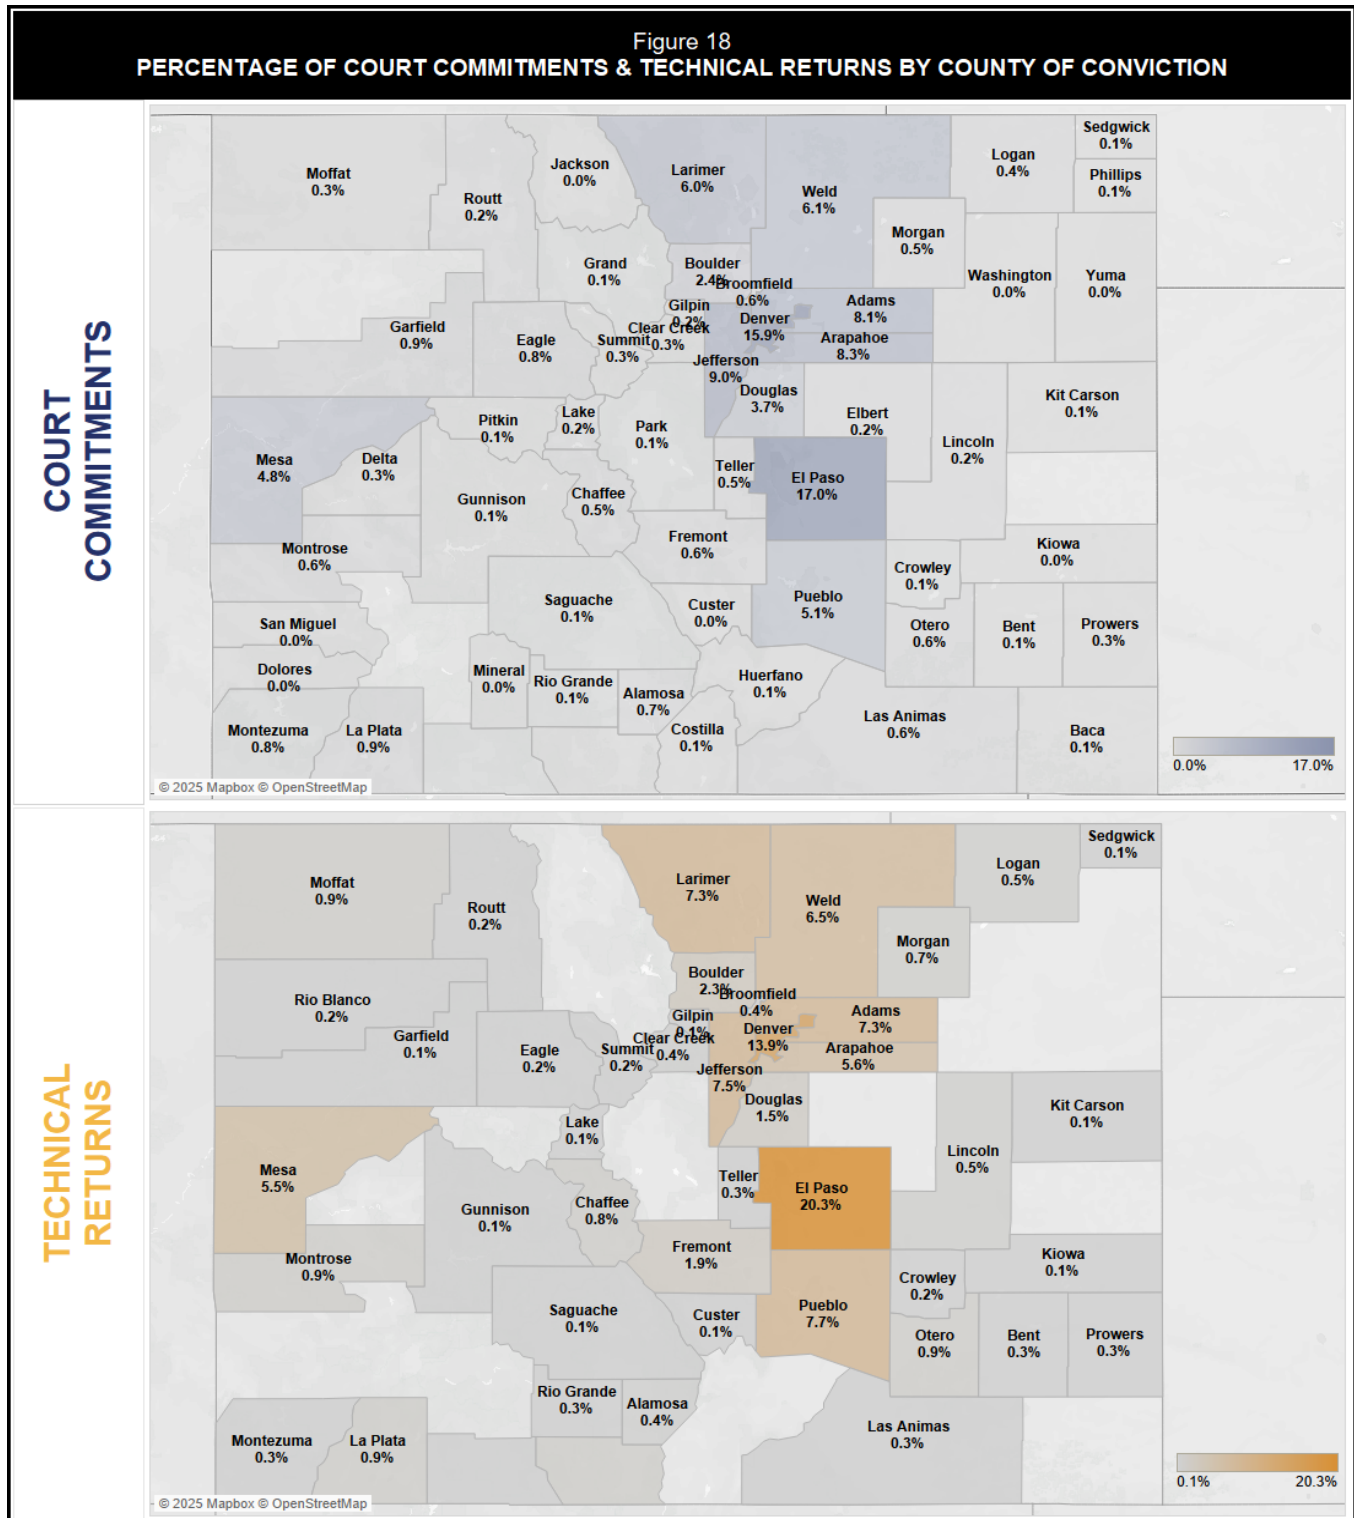 Figure 18
PERCENTAGE OF COURT COMMITMENTS & TECHNICAL RETURNS BY COUNTY OF CONVICTION
COURT
COMMITMENTS
Moffat
0.3%
Routt
0.2%
Jackson
0.0%
Larimer
6.0%
Weld
6.1%
Logan
0.4%
Sedgwick
0.1%
Phillips
0.1%
Morgan
0.5%
Washington
0.0%
Yuma
0.0%
Grand
0.1%
Boulder
2.4%
Broomfield
0.6%
Gilpin
0.2%
Clear Creek
0.3%
Denver
15.9%
Adams
8.1%
Arapahoe
8.3%
Garfield
0.9%
Eagle
0.8%
Summit
0.3%
Jefferson
9.0%
Douglas
3.7%
Elbert
0.2%
Kit Carson
0.1%
Lincoln
0.2%
Pitkin
0.1%
Lake
0.2%
Park
0.1%
Mesa
4.8%
Delta
0.3%
Gunnison
0.1%
Chaffee
0.5%
Teller
0.5%
El Paso
17.0%
Fremont
0.6%
Montrose
0.6%
Kiowa
0.0%
Crowley
0.1%
Saguache
0.1%
Custer
0.0%
Pueblo
5.1%
Otero
0.6%
Bent
0.1%
Prowers
0.3%
San Miguel
0.0%
Dolores
0.0%
Mineral
0.0%
Rio Grande
0.1%
Alamosa
0.7%
Huerfano
0.1%
Montezuma
0.8%
La Plata
0.9%
Costilla
0.1%
Las Animas
0.6%
Baca
0.1%
0.0% 17.0%
© 2025 Mapbox © OpenStreetMap
TECHNICAL
RETURNS
Moffat
0.9%
Routt
0.2%
Larimer
7.3%
Weld
6.5%
Logan
0.5%
Sedgwick
0.1%
Morgan
0.7%
Rio Blanco
0.2%
Boulder
2.3%
Broomfield
0.4%
Gilpin
0.1%
Clear Creek
0.4%
Denver
13.9%
Adams
7.3%
Arapahoe
5.6%
Garfield
0.1%
Eagle
0.2%
Summit
0.2%
Jefferson
7.5%
Douglas
1.5%
Kit Carson
0.1%
Lake
0.1%
Lincoln
0.5%
Mesa
5.5%
Gunnison
0.1%
Chaffee
0.8%
Teller
0.3%
El Paso
20.3%
Fremont
1.9%
Montrose
0.9%
Kiowa
0.1%
Crowley
0.2%
Saguache
0.1%
Custer
0.1%
Pueblo
7.7%
Otero
0.9%
Bent
0.3%
Prowers
0.3%
Rio Grande
0.3%
Alamosa
0.4%
Montezuma
0.3%
La Plata
0.9%
Las Animas
0.3%
0.1% 20.3%
© 2025 Mapbox © OpenStreetMap